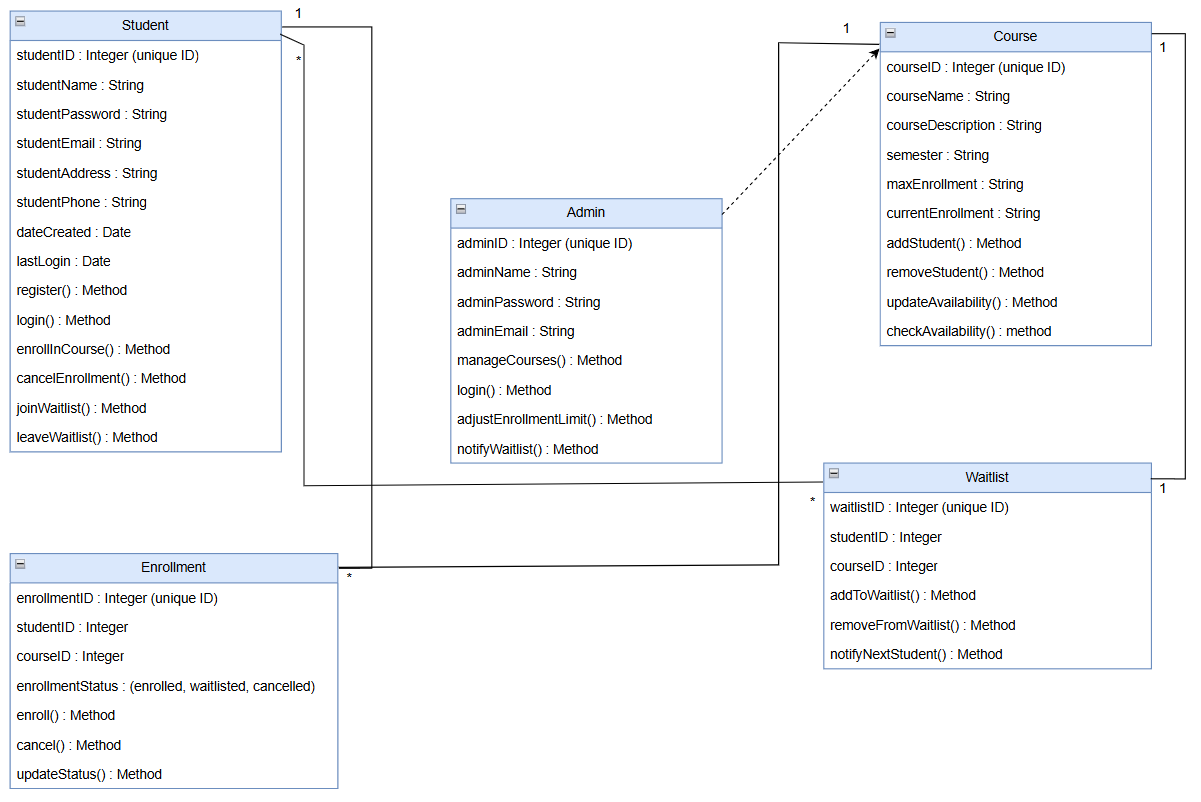 Student
studentID : Integer (unique ID)
studentName : String
studentPassword : String
studentEmail : String
studentAddress : String
studentPhone : String
dateCreated : Date
lastLogin : Date
register() : Method
login() : Method
enrollInCourse() : Method
cancelEnrollment() : Method
joinWaitlist() : Method
leaveWaitlist() : Method
1
*
Admin
adminID : Integer (unique ID)
adminName : String
adminPassword : String
adminEmail : String
manageCourses() : Method
login() : Method
adjustEnrollmentLimit() : Method
notifyWaitlist() : Method
1
Course
1
courseID : Integer (unique ID)
courseName : String
courseDescription : String
semester : String
maxEnrollment : String
currentEnrollment : String
addStudent() : Method
removeStudent() : Method
updateAvailability() : Method
checkAvailability() : method
Enrollment
*
enrollmentID : Integer (unique ID)
studentID : Integer
courseID : Integer
enrollmentStatus : (enrolled, waitlisted, cancelled)
enroll() : Method
cancel() : Method
updateStatus() : Method
Waitlist
1
*
waitlistID : Integer (unique ID)
studentID : Integer
courseID : Integer
addToWaitlist() : Method
removeFromWaitlist() : Method
notifyNextStudent() : Method